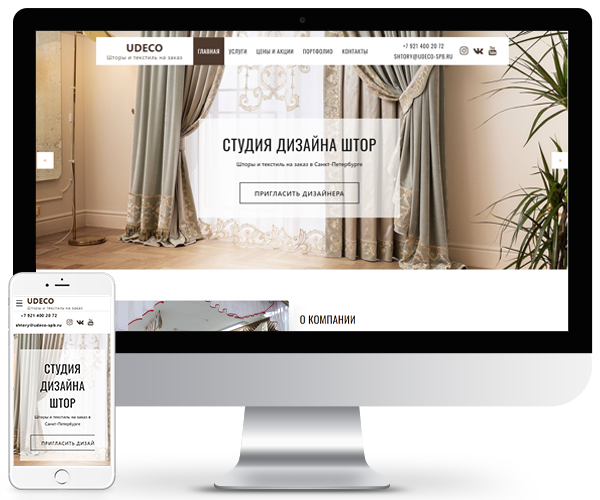 UDECO
Шторы и текстиль на заказ
ГЛАВНАЯ УСЛУГИ ЦЕНЫ И АКЦИИ ПОРТФОЛИО КОНТАКТЫ
+7 921 400 20 72
SHTORY@UDECO-SPB.RU
СТУДИЯ ДИЗАЙНА ШТОР
Шторы и текстиль на заказ в Санкт-Петербурге
ПРИГЛАСИТЬ ДИЗАЙНЕРА
О КОМПАНИИ
UDECO
Шторы и текстиль на заказ
+7 921 400 20 72
shtory@udeco-spb.ru
СТУДИЯ
ДИЗАЙНА
ШТОР
Шторы и текстиль на заказ в
Санкт-Петербурге
ПРИГЛАСИТЬ ДИЗАЙ